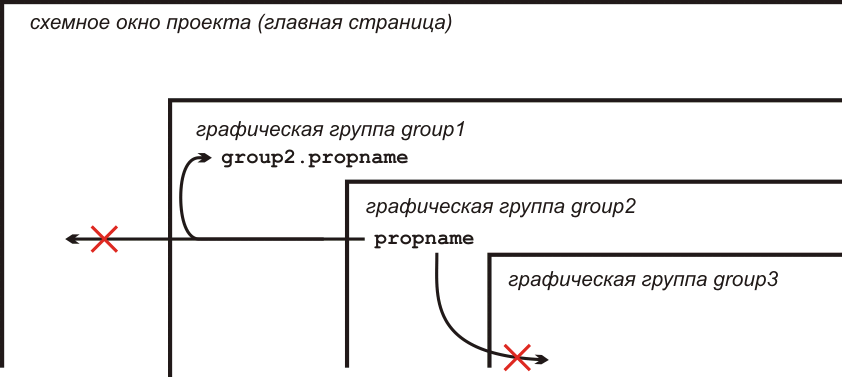 схемное окно проекта (главная страница)
графическая группа group1
group2.propname
графическая группа group2
propname
графическая группа group3